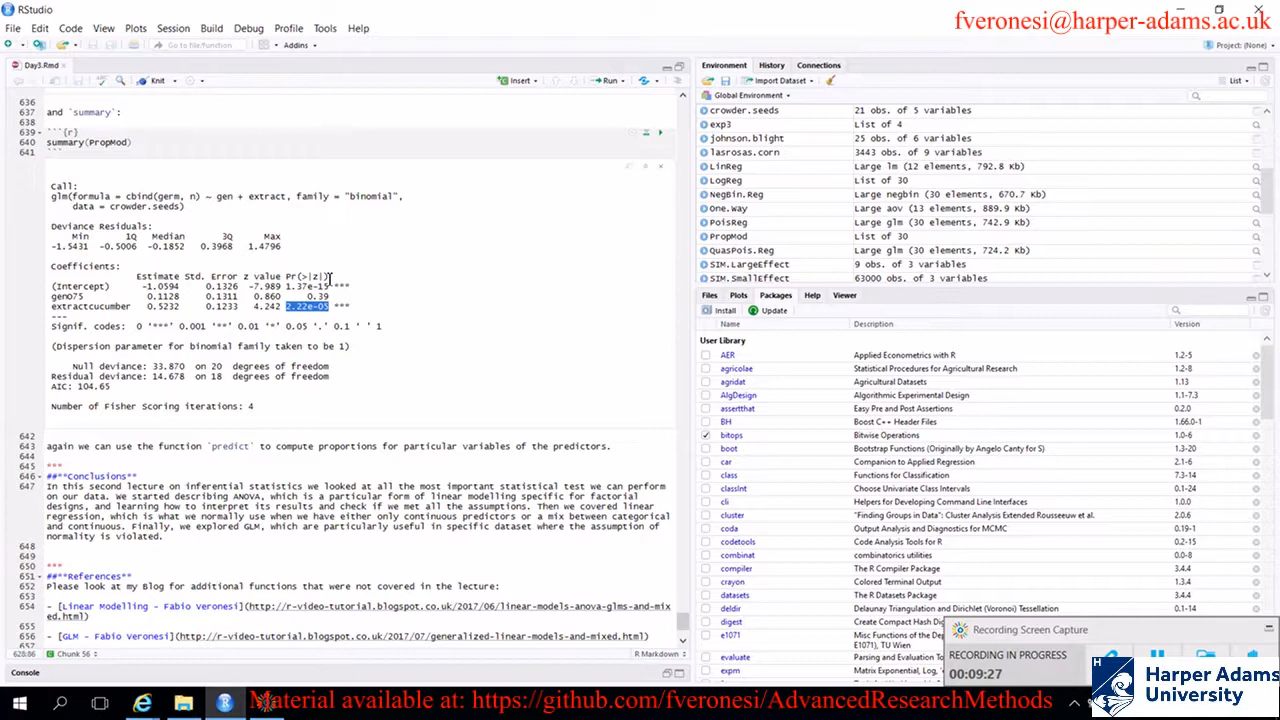 RStudio
fveronesi@harper-adams.ac.uk
File Edit Code View Plots Session Build Debug Profile Tools Help
Go to file/function Addins Project: (None)
Day3.Rmd
Knit Insert Run
636
637 and `summary`:
638
639 ```{r}
640 summary(PropMod)
641 ```
Call:
glm(formula = cbind(germ, n) ~ gen + extract, family = "binomial",
data = crowder.seeds)
Deviance Residuals:
Min 1Q Median 3Q Max
-1.5431 -0.5006 -0.1852 0.3968 1.4796
Coefficients:
Estimate Std. Error z value Pr(>|z|)
(Intercept) -1.0594 0.1326 -7.989 1.37e-15 ***
genO75 0.1128 0.1311 0.860 0.39
extractcucumber 0.5232 0.1233 4.242 2.22e-05 ***
---
Signif. codes: 0 '***' 0.001 '**' 0.01 '*' 0.05 '.' 0.1 ' ' 1
(Dispersion parameter for binomial family taken to be 1)
Null deviance: 33.870 on 20 degrees of freedom
Residual deviance: 14.678 on 18 degrees of freedom
AIC: 104.65
Number of Fisher Scoring iterations: 4
642
643 again we can use the function `predict` to compute proportions for particular variables of the predictors.
644
645 ***
646 ##**Conclusions**
647 In this second lecture on inferential statistics we looked at all the most important statistical test we can perform
on our data. we started describing ANOVA, which is a particular form of linear modelling specific for factorial
designs, and learning how to interpret its results and check if we met all the assumptions. Then we covered linear
regression, which is what we normally use when we have either only continuous predictors or a mix between categorical
and continuous. Finally, we explored GLM, which are particularly useful in specific dataset where the assumption of
normality is violated.
648
649
650 ***
651 ##**References**
652 Please look at my Blog for additional functions that were not covered in the lecture:
653
654 - [Linear Modelling - Fabio Veronesi](http://r-video-tutorial.blogspot.co.uk/2017/06/linear-models-anova-glms-and-mix
ed.html)
655
656 - [GLM - Fabio Veronesi](http://r-video-tutorial.blogspot.co.uk/2017/07/generalized-linear-models-and-mixed.html)
657
628:86 Chunk 56 R Markdown
Console
Environment History Connections
Import Dataset List
Global Environment
crowder.seeds 21 obs. of 5 variables
exp3 List of 4
johnson.blight 25 obs. of 6 variables
lasrosas.corn 3443 obs. of 9 variables
LinReg Large lm (12 elements, 792.8 Kb)
LogReg List of 30
NegBin.Reg Large negbin (30 elements, 670.7 Kb)
One.way Large aov (13 elements, 889.9 Kb)
PoisReg Large glm (30 elements, 742.9 Kb)
PropMod List of 30
QuasPois.Reg Large glm (30 elements, 724.2 Kb)
SIM.LargeEffect 9 obs. of 3 variables
SIM.SmallEffect 63000 obs. of 3 variables
Files Plots Packages Help Viewer
Install Update
Name Description Version
User Library
AER Applied Econometrics with R 1.2-5
agricolae Statistical Procedures for Agricultural Research 1.2-8
agridat Agricultural Datasets 1.13
AlgDesign Algorithmic Experimental Design 1.1-7.3
assertthat Easy Pre and Post Assertions 0.2.0
BH Boost C++ Header Files 1.66.0-1
bitops Bitwise Operations 1.0-6
boot Bootstrap Functions (Originally by Angelo Canty for S) 1.3-20
car Companion to Applied Regression 2.1-6
class Functions for Classification 7.3-14
classInt Choose Univariate Class Intervals 0.1-24
cli Helpers for Developing Command Line Interfaces 1.0.0
cluster "Finding Groups in Data": Cluster Analysis Extended Rousseeuw et al. 2.0.6
coda Output Analysis and Diagnostics for MCMC 0.19-1
codetools Code Analysis Tools for R 0.2-15
combinat combinatorics utilities 0.0-8
compiler The R Compiler Package 3.4.4
crayon Colored Terminal Output 1.3.4
datasets The R Datasets Package 3.4.4
deldir Delaunay Triangulation and Dirichlet (Voronoi) Tessellation 0.1-14
digest Create Compact Hash Di
e1071 Misc Functions of the Dep
E1071), TU Wien
evaluate Parsing and Evaluation To
expm Matrix Exponential, Log, '
Recording Screen Capture
RECORDING IN PROGRESS
00:09:27
Harper Adams
University
Material available at: https://github.com/fveronesi/AdvancedResearchMethods